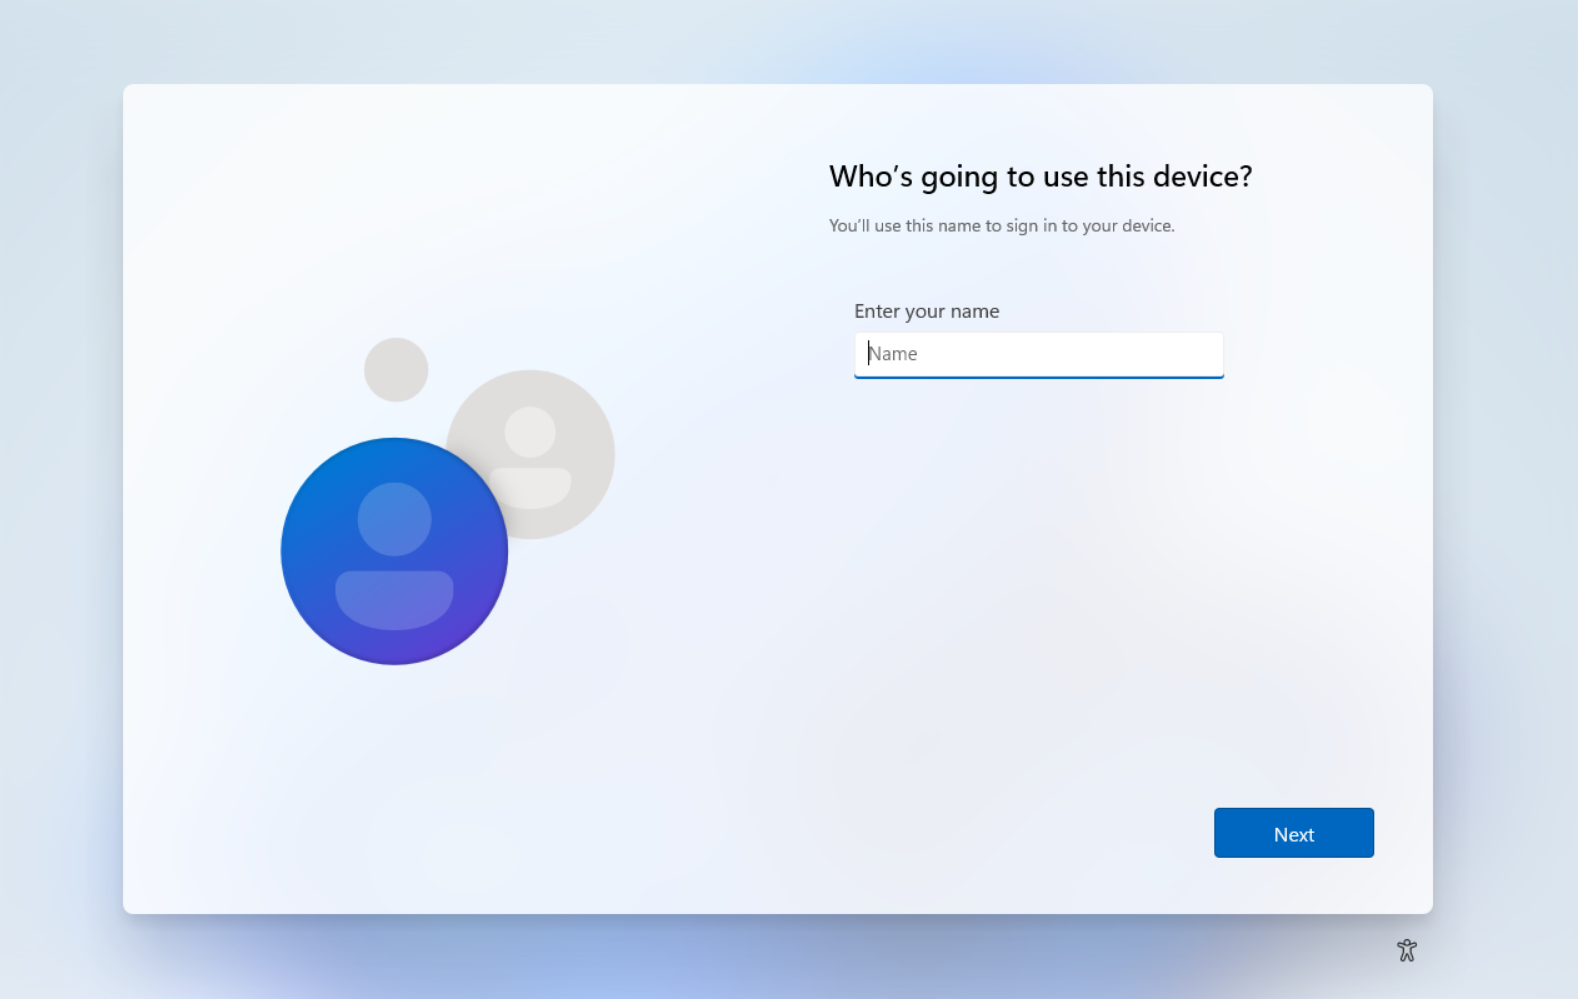 Who’s going to use this device?
You’ll use this name to sign in to your device.
Enter your name
Name
Next